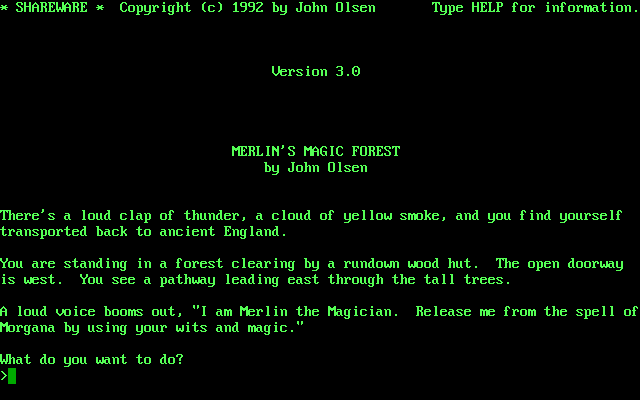 * SHAREWARE *  Copyright (c) 1992 by John Olsen       Type HELP for information.
Version 3.0
MERLIN'S MAGIC FOREST
by John Olsen
There's a loud clap of thunder, a cloud of yellow smoke, and you find yourself
transported back to ancient England.
You are standing in a forest clearing by a rundown wood hut.  The open doorway
is west.  You see a pathway leading east through the tall trees.
A loud voice booms out, "I am Merlin the Magician.  Release me from the spell of
Morgana by using your wits and magic."
What do you want to do?
>